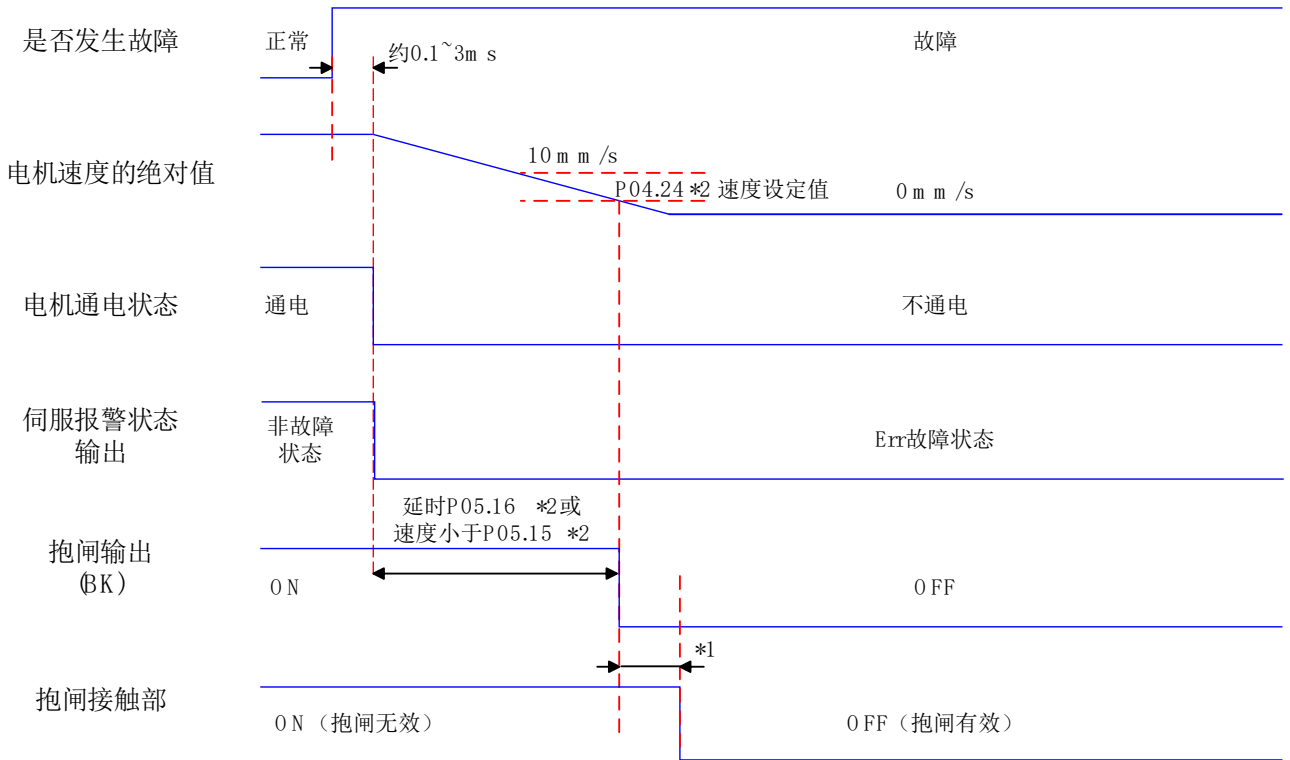 是否发生故障
正常
约0.1~3ms
故障
电机速度的绝对值
10mm/s
P04.24*2 速度设定值
0mm/s
电机通电状态
通电
不通电
伺服报警状态
输出
非故障
状态
Err故障状态
延时P05.16 *2或
速度小于P05.15 *2
抱闸输出
(BK)
ON
OFF
*1
抱闸接触部
ON（抱闸无效）
OFF（抱闸有效）